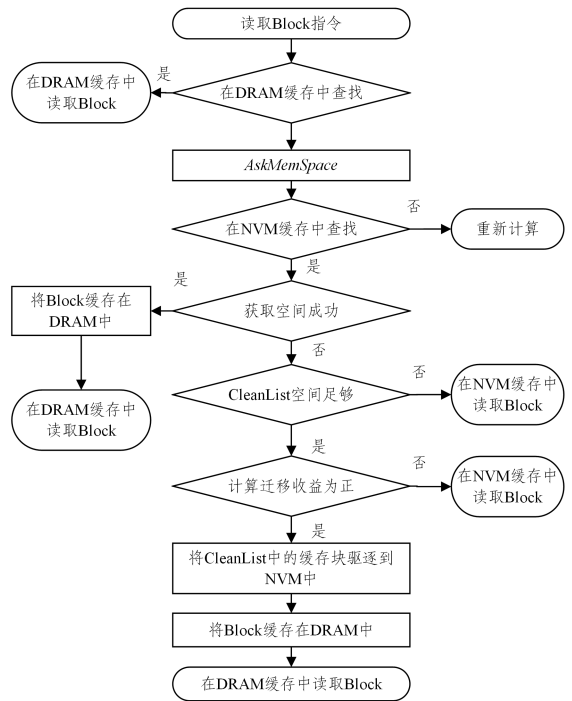 读取Block指令
是
在DRAM缓存中
读取Block
在DRAM缓存中查找
AskMemSpace
否
在NVM缓存中查找
重新计算
是
是
将Block缓存在
DRAM中
获取空间成功
否
否
在DRAM缓存中
读取Block
CleanList空间足够
在NVM缓存中
读取Block
是
否
计算迁移收益为正
在NVM缓存中
读取Block
是
将CleanList中的缓存块驱逐到
NVM中
将Block缓存在DRAM中
在DRAM缓存中读取Block